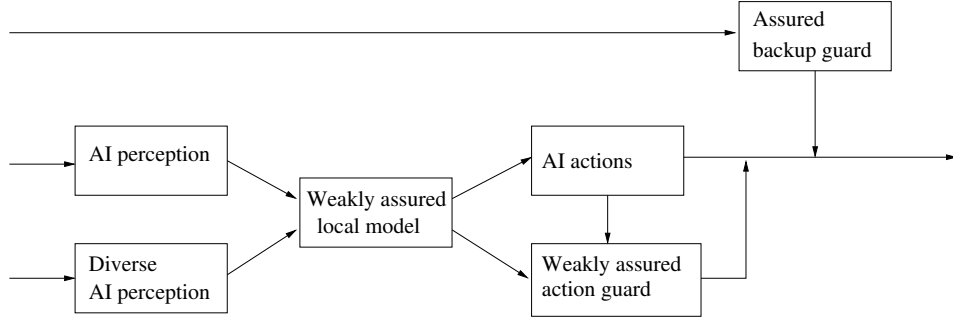 Assured
backup guard
AI perception
AI actions
Weakly assured
local model
Diverse
AI perception
Weakly assured
action guard